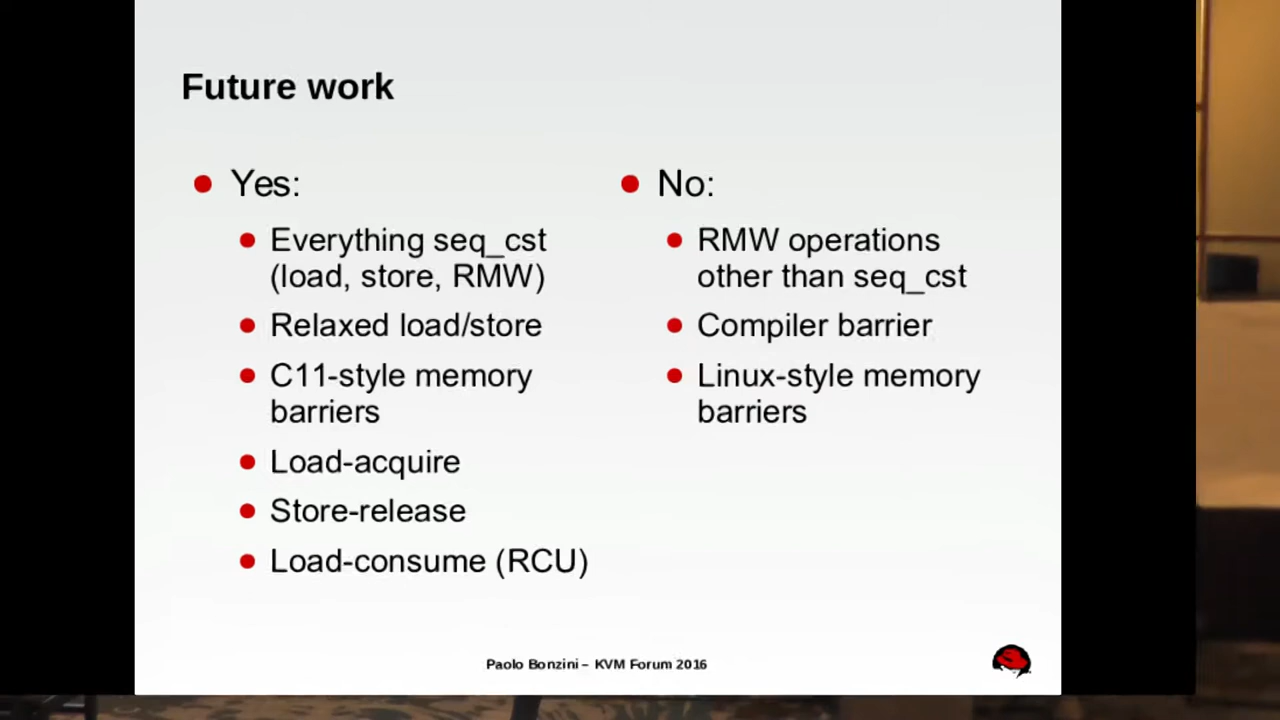 Future work
Yes:
Everything seq_cst
(load, store, RMW)
Relaxed load/store
C11-style memory
barriers
Load-acquire
Store-release
Load-consume (RCU)
No:
RMW operations
other than seq_cst
Compiler barrier
Linux-style memory
barriers
Paolo Bonzini – KVM Forum 2016